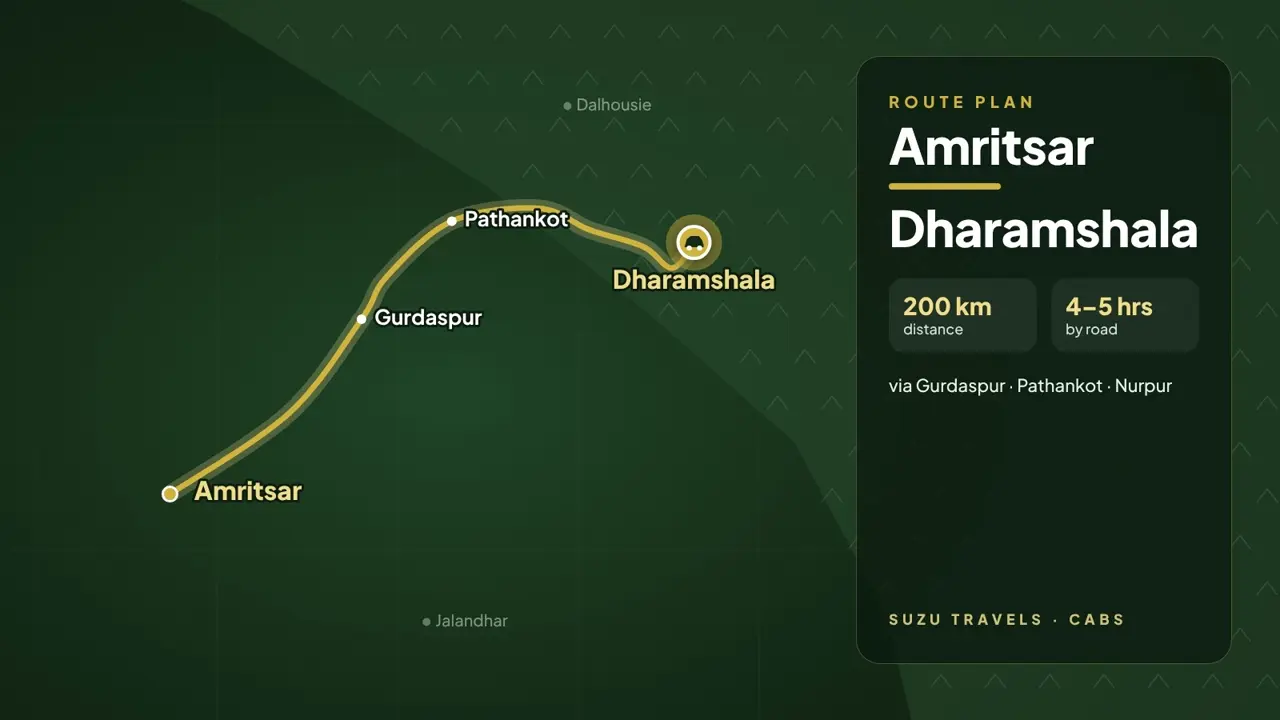 Dalhousie
Pathankot
Dharamshala
Gurdaspur
Amritsar
Jalandhar
ROUTE PLAN
Amritsar
Dharamshala
200 km
distance
4–5 hrs
by road
via Gurdaspur · Pathankot · Nurpur
SUZU TRAVELS · CABS